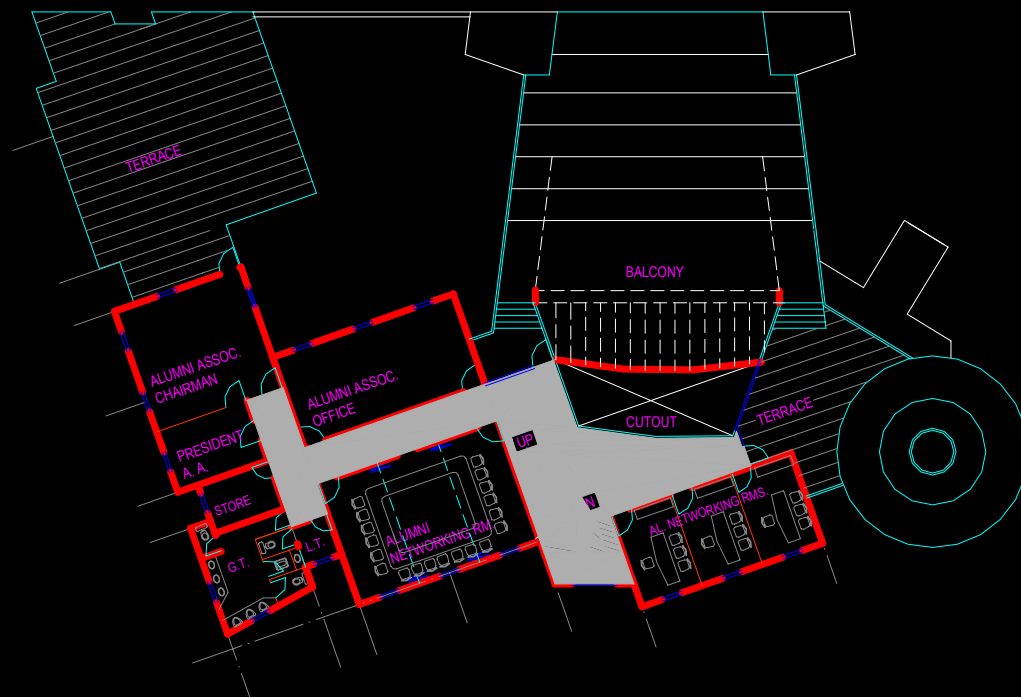 TERRACE
BALCONY
ALUMNI ASSOC.
CHAIRMAN
ALUMNI ASSOC.
OFFICE
CUTOUT
TERRACE
PRESIDENT
A. A.
UP
STORE
N
AL. NETWORKING RMS
ALUMNI
NETWORKING RM
L.T.
G.T.